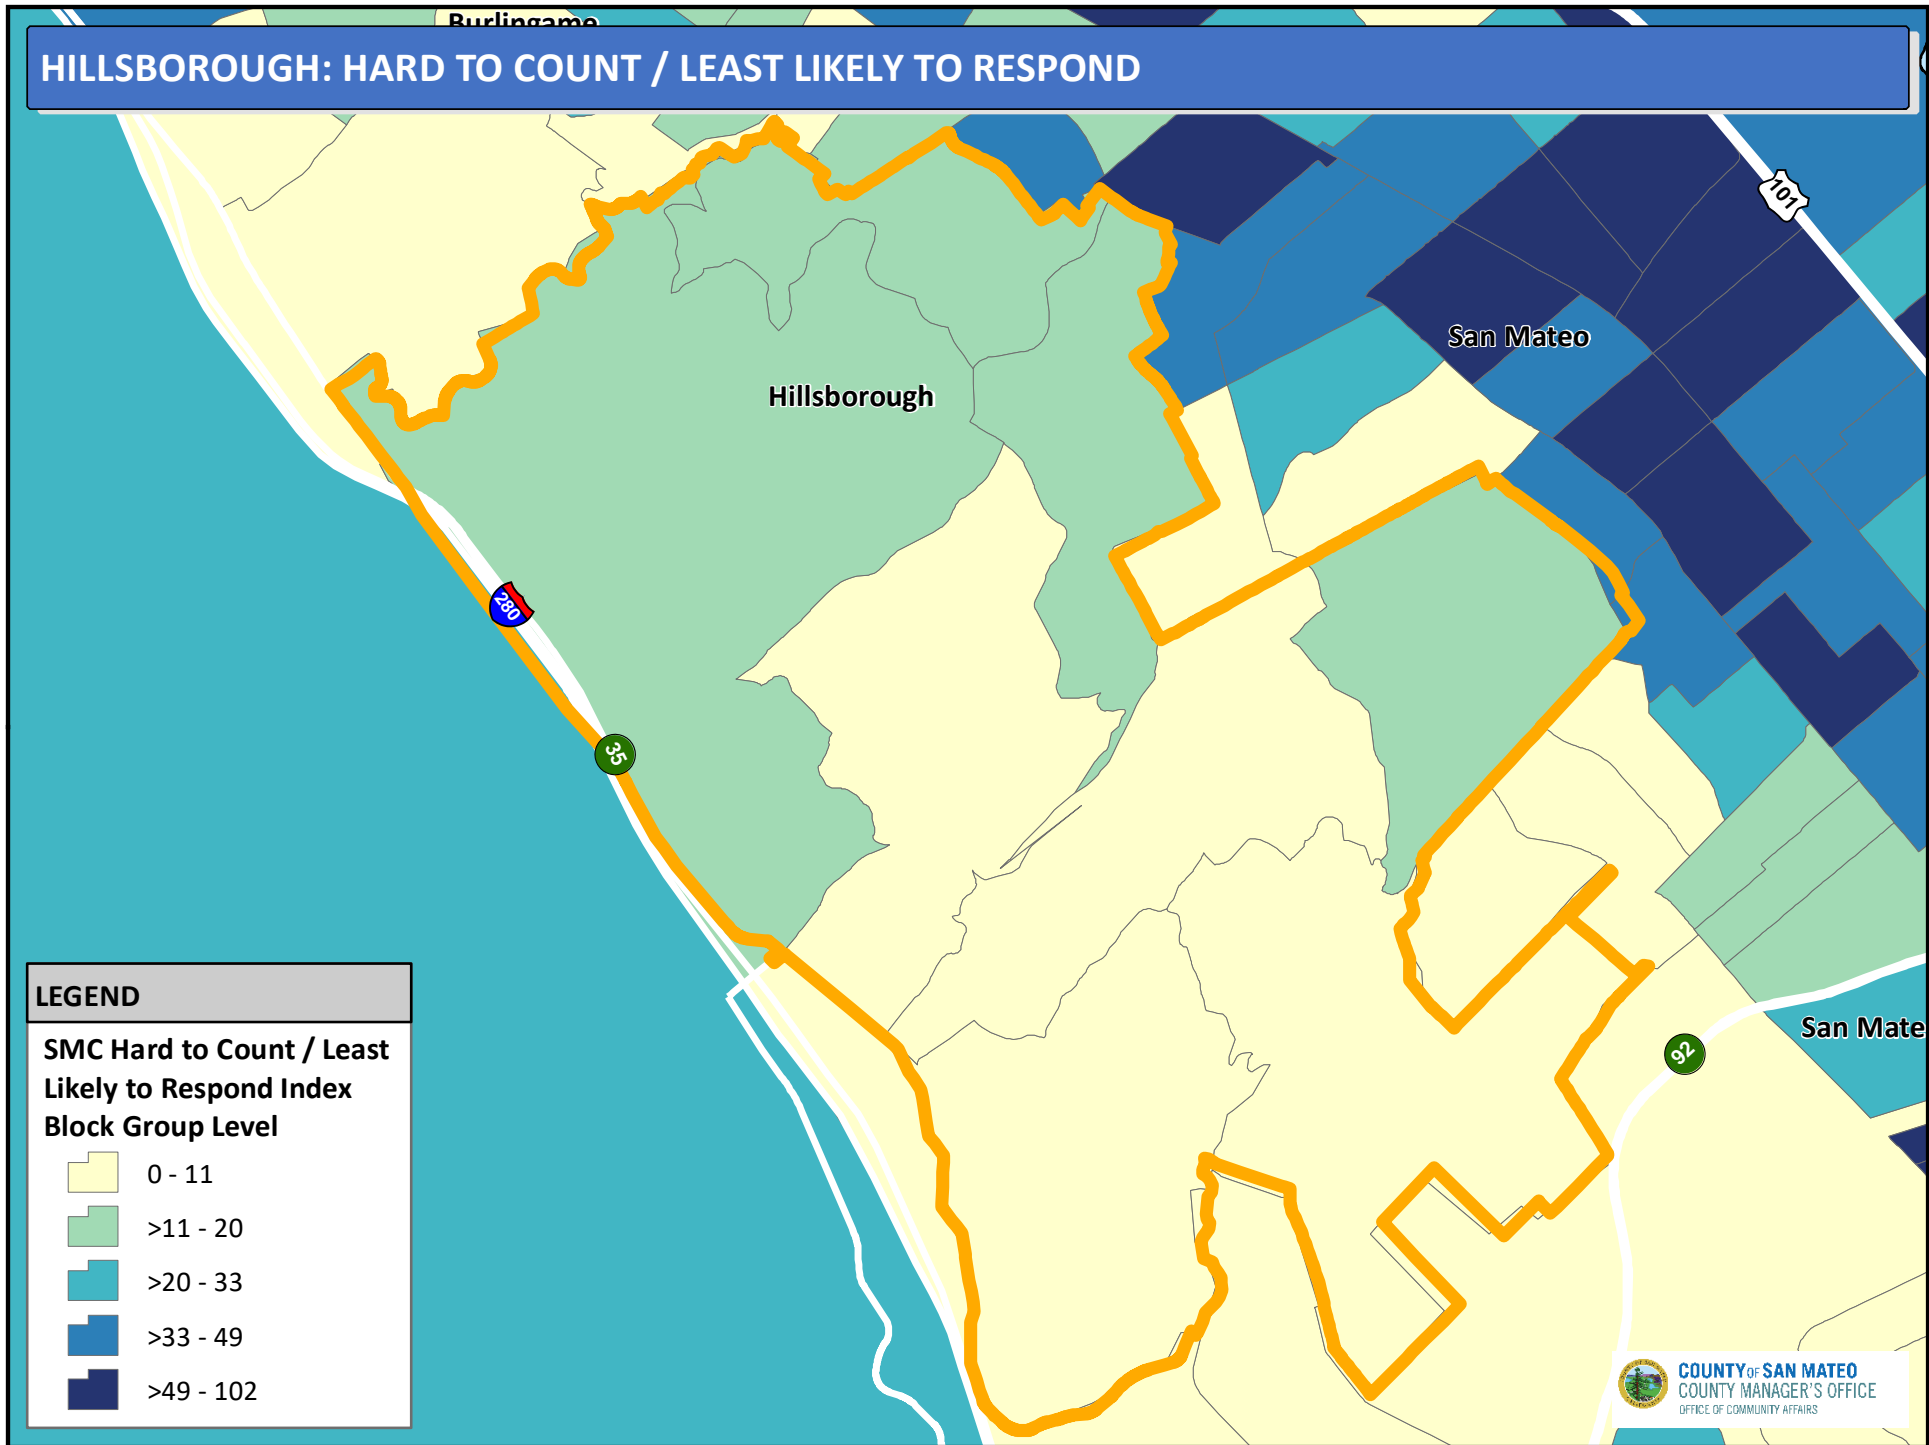 Burlingame
HILLSBOROUGH: HARD TO COUNT / LEAST LIKELY TO RESPOND
101
San Mateo
Hillsborough
280
35
LEGEND
SMC Hard to Count / Least
Likely to Respond Index
Block Group Level
0 - 11
>11 - 20
>20 - 33
>33 - 49
>49 - 102
San Mate
92
COUNTY OF SAN MATEO
COUNTY MANAGER'S OFFICE
OFFICE OF COMMUNITY AFFAIRS